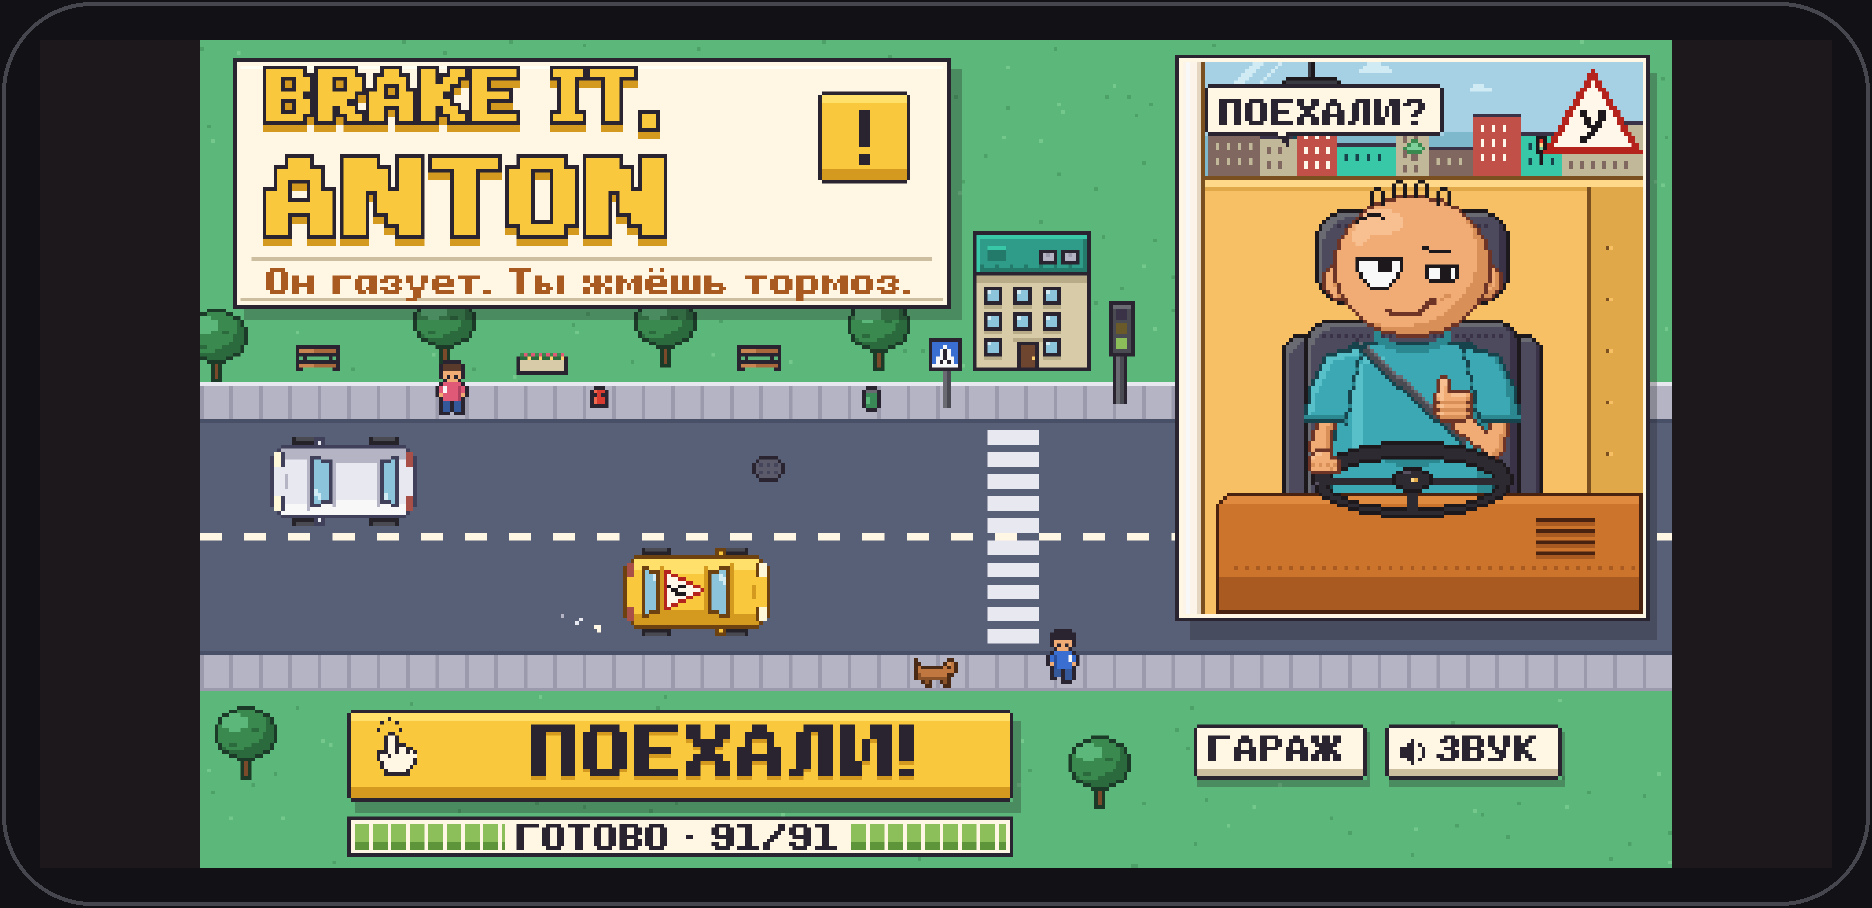 BRAKE IT,
ANTON
!
Он газует. Ты жмёшь тормоз.
ПОЕХАЛИ?
У
У
ПОЕХАЛИ!
ГОТОВО · 91/91
ГАРАЖ
ЗВУК